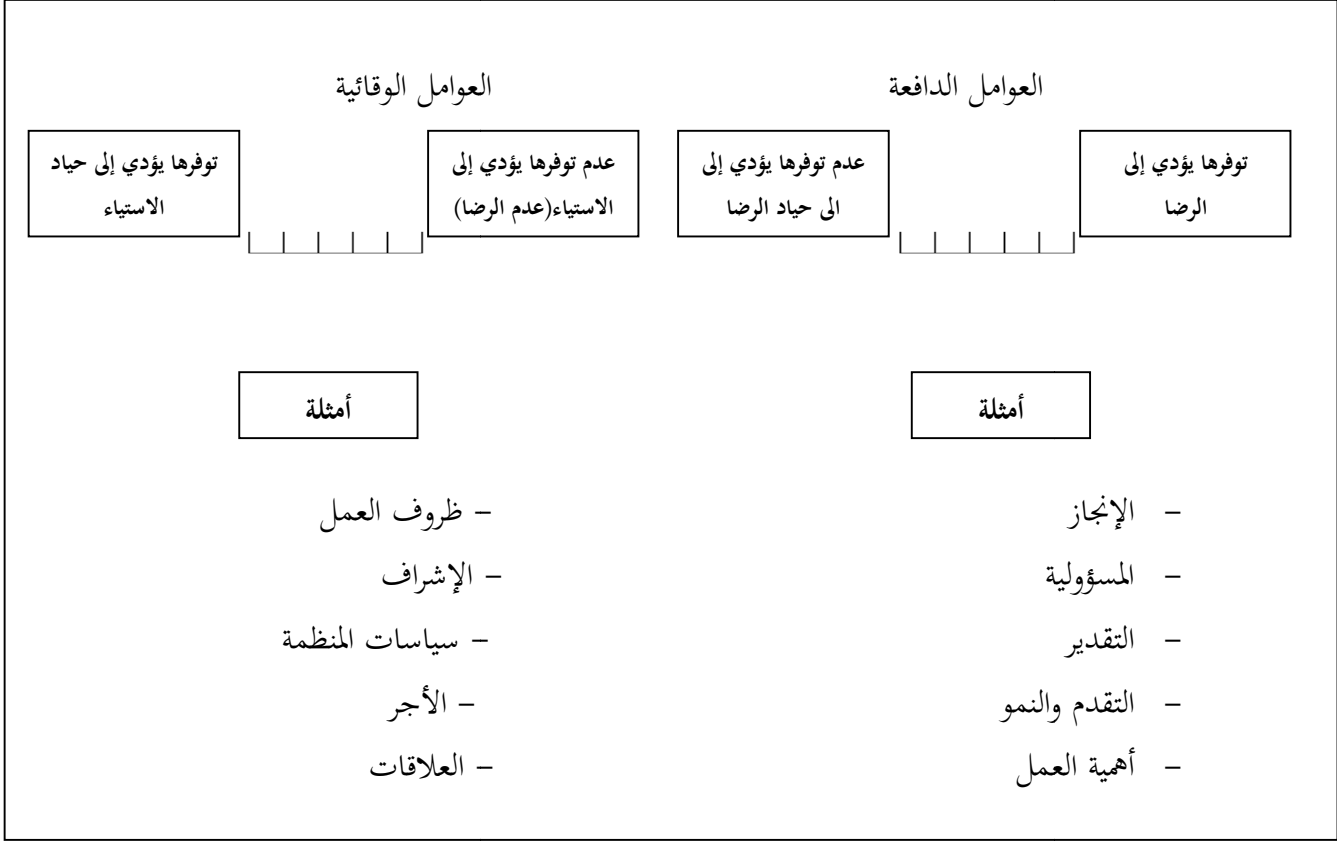 العوامل الدافعة
العوامل الوقائية
توفرها يؤدي إلى
الرضا
عدم توفرها يؤدي إلى
الى حياد الرضا
عدم توفرها يؤدي إلى
الاستياء(عدم الرضا)
توفرها يؤدي إلى حياد
الاستياء
أمثلة
– الإنجاز
– المسؤولية
– التقدير
– التقدم والنمو
– أهمية العمل
أمثلة
– ظروف العمل
– الإشراف
– سياسات المنظمة
– الأجر
– العلاقات